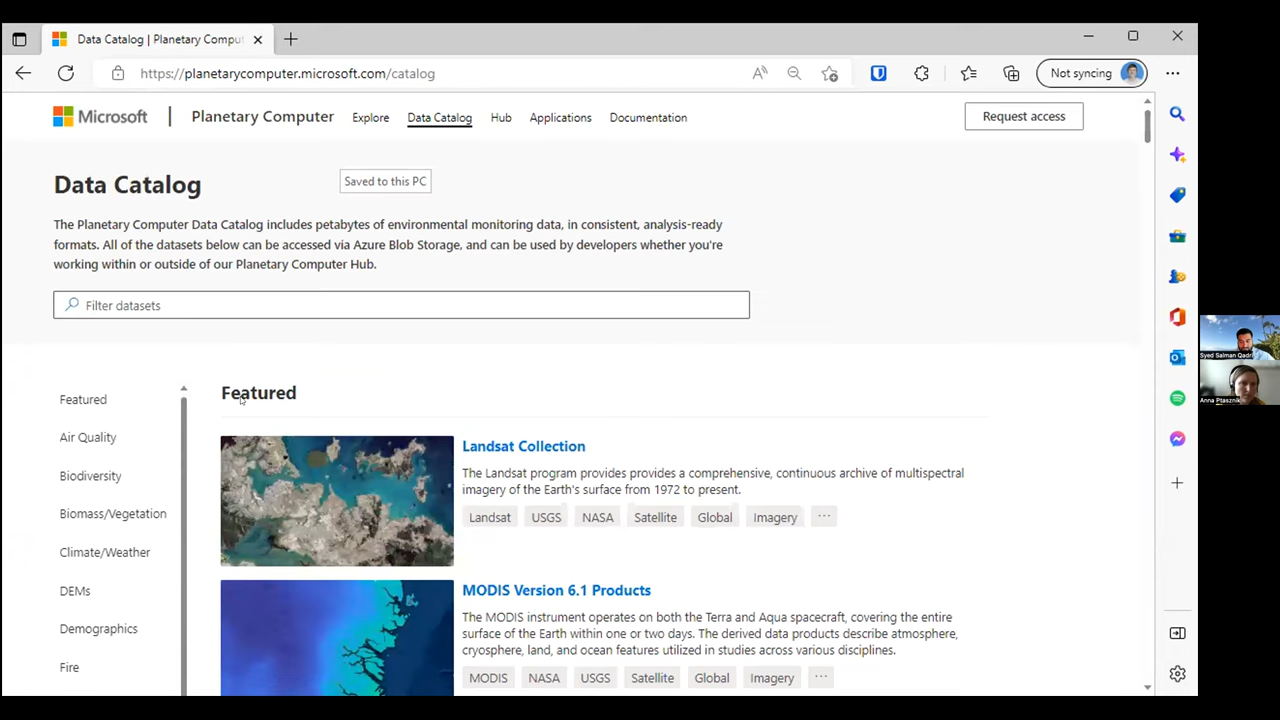 Data Catalog | Planetary Compu
https://planetarycomputer.microsoft.com/catalog
Not syncing
Microsoft
Planetary Computer
Explore
Data Catalog
Hub
Applications
Documentation
Request access
Data Catalog
Saved to this PC
The Planetary Computer Data Catalog includes petabytes of environmental monitoring data, in consistent, analysis-ready
formats. All of the datasets below can be accessed via Azure Blob Storage, and can be used by developers whether you're
working within or outside of our Planetary Computer Hub.
Filter datasets
Featured
Air Quality
Biodiversity
Biomass/Vegetation
Climate/Weather
DEMs
Demographics
Fire
Featured
Landsat Collection
The Landsat program provides provides a comprehensive, continuous archive of multispectral
imagery of the Earth's surface from 1972 to present.
Landsat USGS NASA Satellite Global Imagery ...
MODIS Version 6.1 Products
The MODIS instrument operates on both the Terra and Aqua spacecraft, covering the entire
surface of the Earth within one or two days. The derived data products describe atmosphere,
cryosphere, land, and ocean features utilized in studies across various disciplines.
MODIS NASA USGS Satellite Global Imagery ...
Syed Salman Qadri
Anna Ptasznik